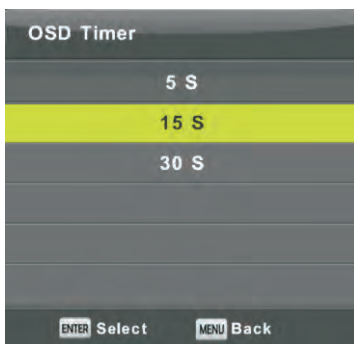 OSD Timer
5 S
15 S
30 S
ENTER Select MENU Back